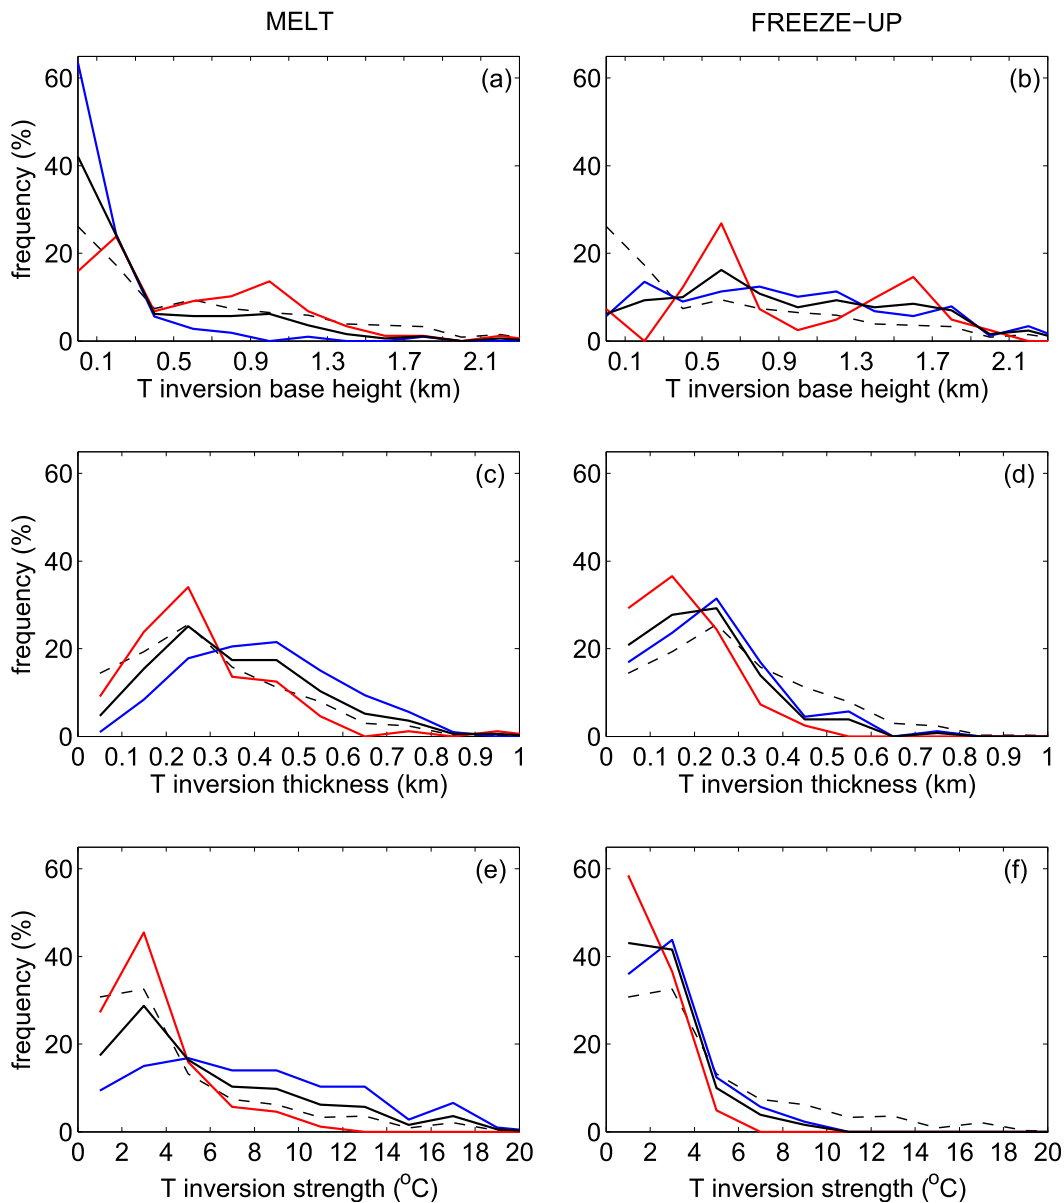 MELT
FREEZE−UP
(a)
frequency (%)
60
40
20
0
0.1 0.5 0.9 1.3 1.7 2.1
T inversion base height (km)
(b)
60
40
20
0
0.1 0.5 0.9 1.3 1.7 2.1
T inversion base height (km)
(c)
frequency (%)
60
40
20
0
0 0.1 0.2 0.3 0.4 0.5 0.6 0.7 0.8 0.9 1
T inversion thickness (km)
(d)
60
40
20
0
0 0.1 0.2 0.3 0.4 0.5 0.6 0.7 0.8 0.9 1
T inversion thickness (km)
(e)
frequency (%)
60
40
20
0
0 2 4 6 8 10 12 14 16 18 20
T inversion strength (°C)
(f)
60
40
20
0
0 2 4 6 8 10 12 14 16 18 20
T inversion strength (°C)